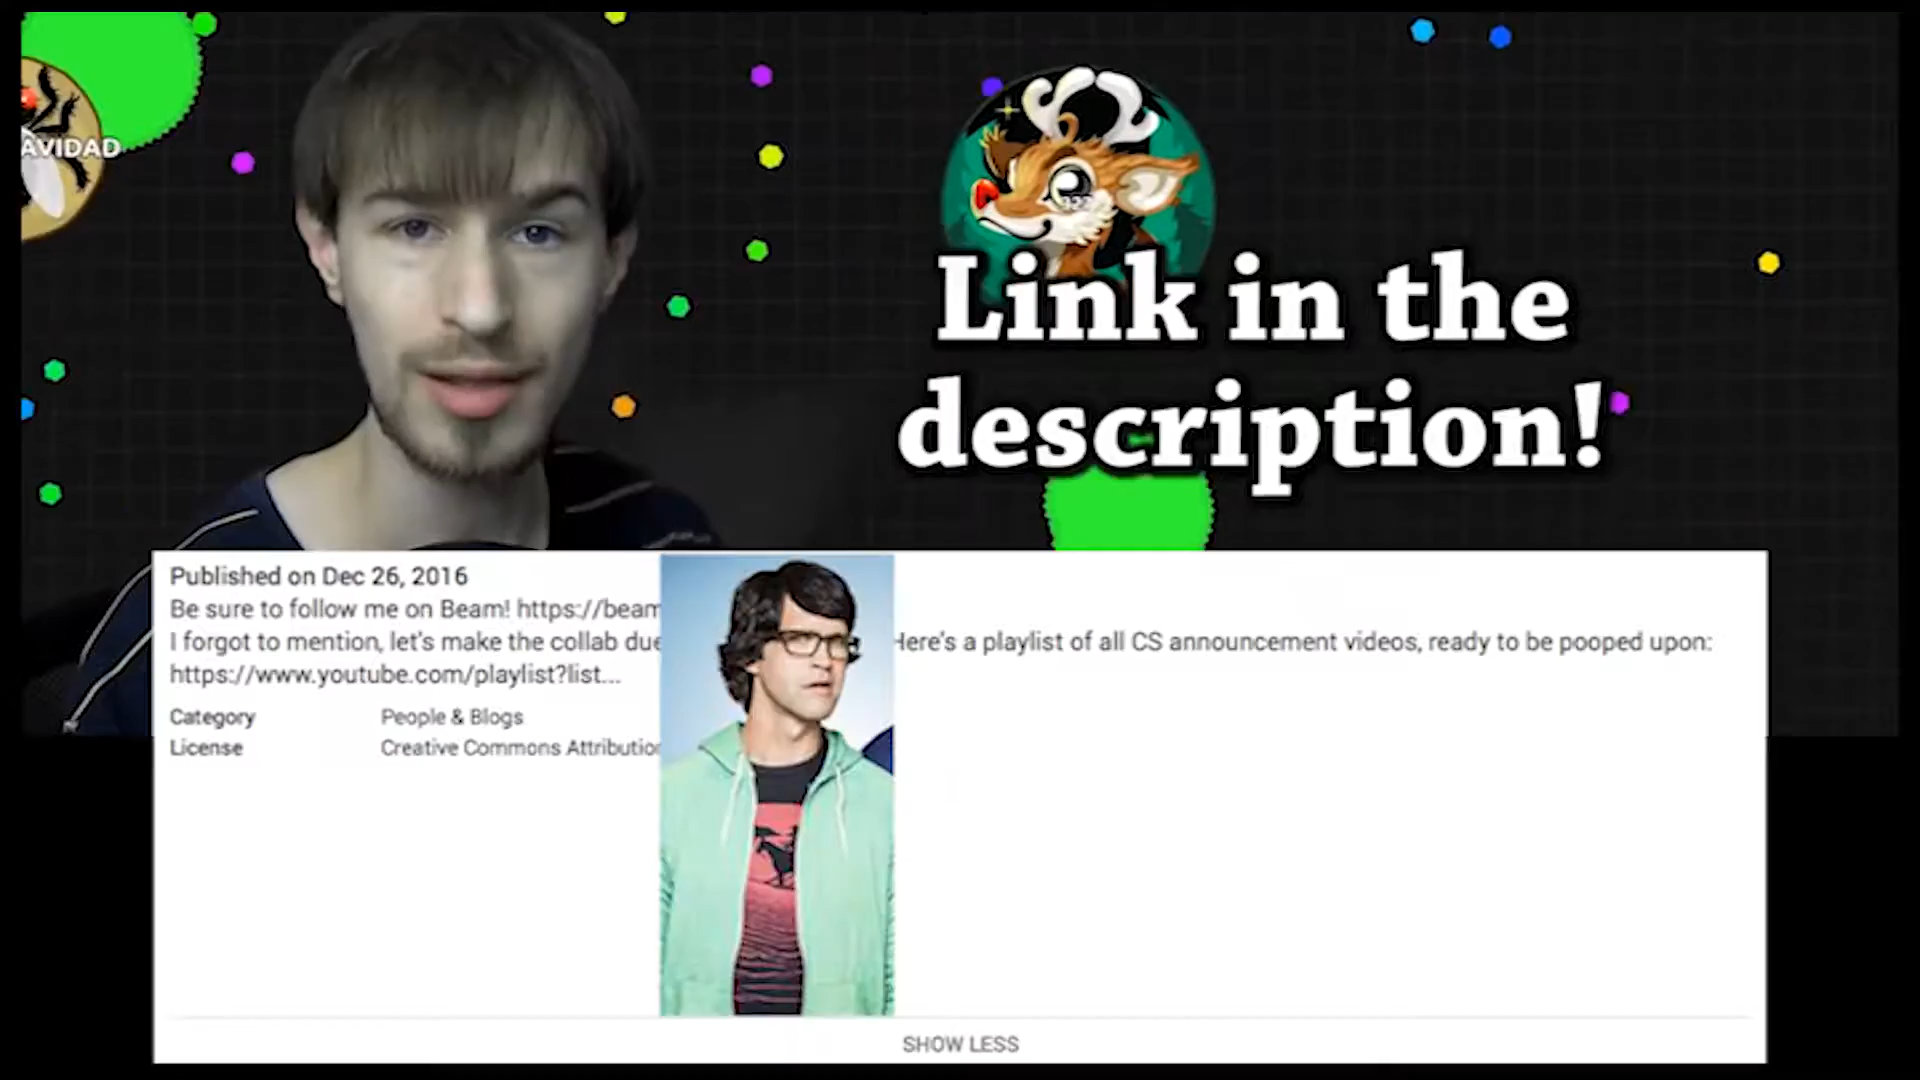 AVIDAD
Link in the
description!
Published on Dec 26, 2016
Be sure to follow me on Beam! https://beam
I forgot to mention, let's make the collab due Here's a playlist of all CS announcement videos, ready to be pooped upon:
https://www.youtube.com/playlist?list...
Category People & Blogs
License Creative Commons Attribution
SHOW LESS